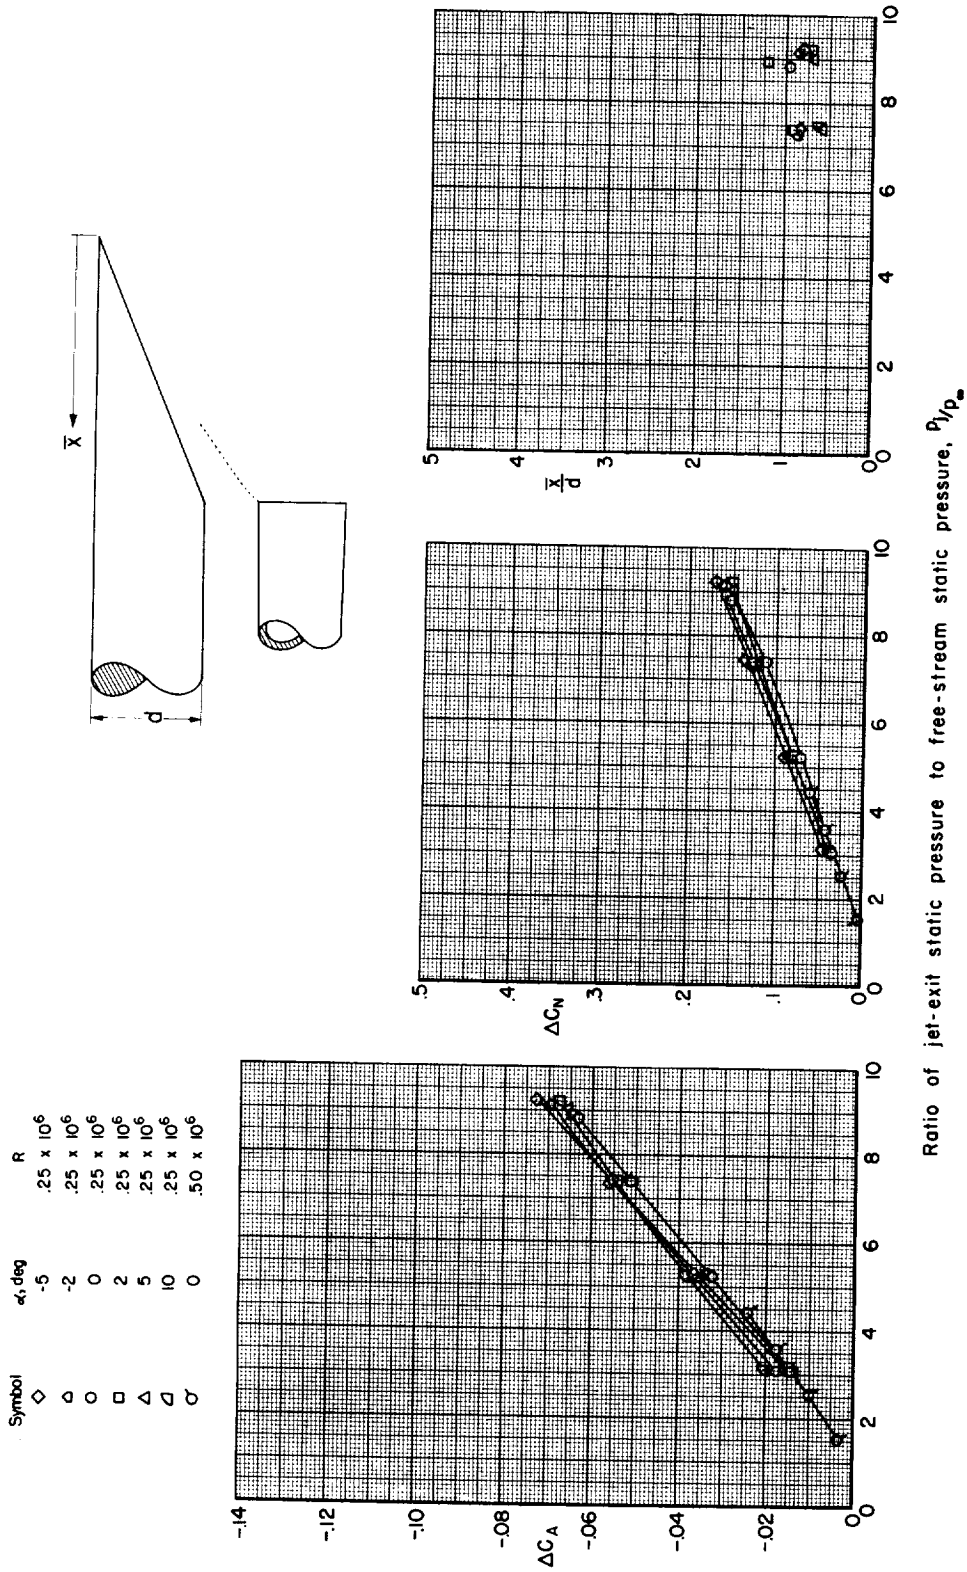 Symbol α, deg R
◇ -5 .25 x 10⁶
△ -2 .25 x 10⁶
○ 0 .25 x 10⁶
□ 2 .25 x 10⁶
△ 5 .25 x 10⁶
10 .25 x 10⁶
0 .50 x 10⁶
x̄
d
-.14
-.12
-.10
-.08
ΔC_A
-.06
-.04
-.02
0
0 2 4 6 8 10
.5
.4
ΔC_N
.3
.2
.1
0
0 2 4 6 8 10
5
4
x̄/d
3
2
1
0
0 2 4 6 8 10
Ratio of jet-exit static pressure to free-stream static pressure, p_j/p_∞